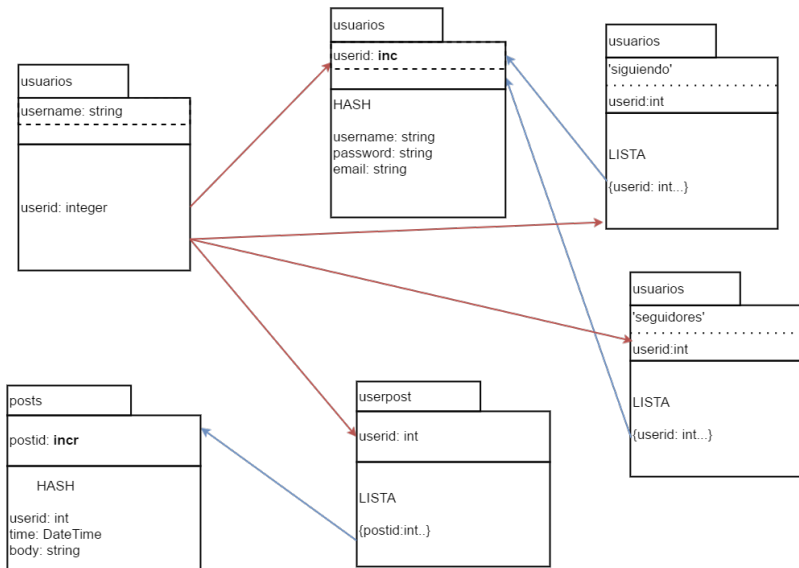 usuarios
username: string
userid: integer
usuarios
userid: inc
HASH
username: string
password: string
email: string
usuarios
'siguiendo'
userid:int
LISTA
{userid: int...}
usuarios
'seguidores'
userid:int
LISTA
{userid: int...}
posts
postid: incr
HASH
userid: int
time: DateTime
body: string
userpost
userid: int
LISTA
{postid:int..}